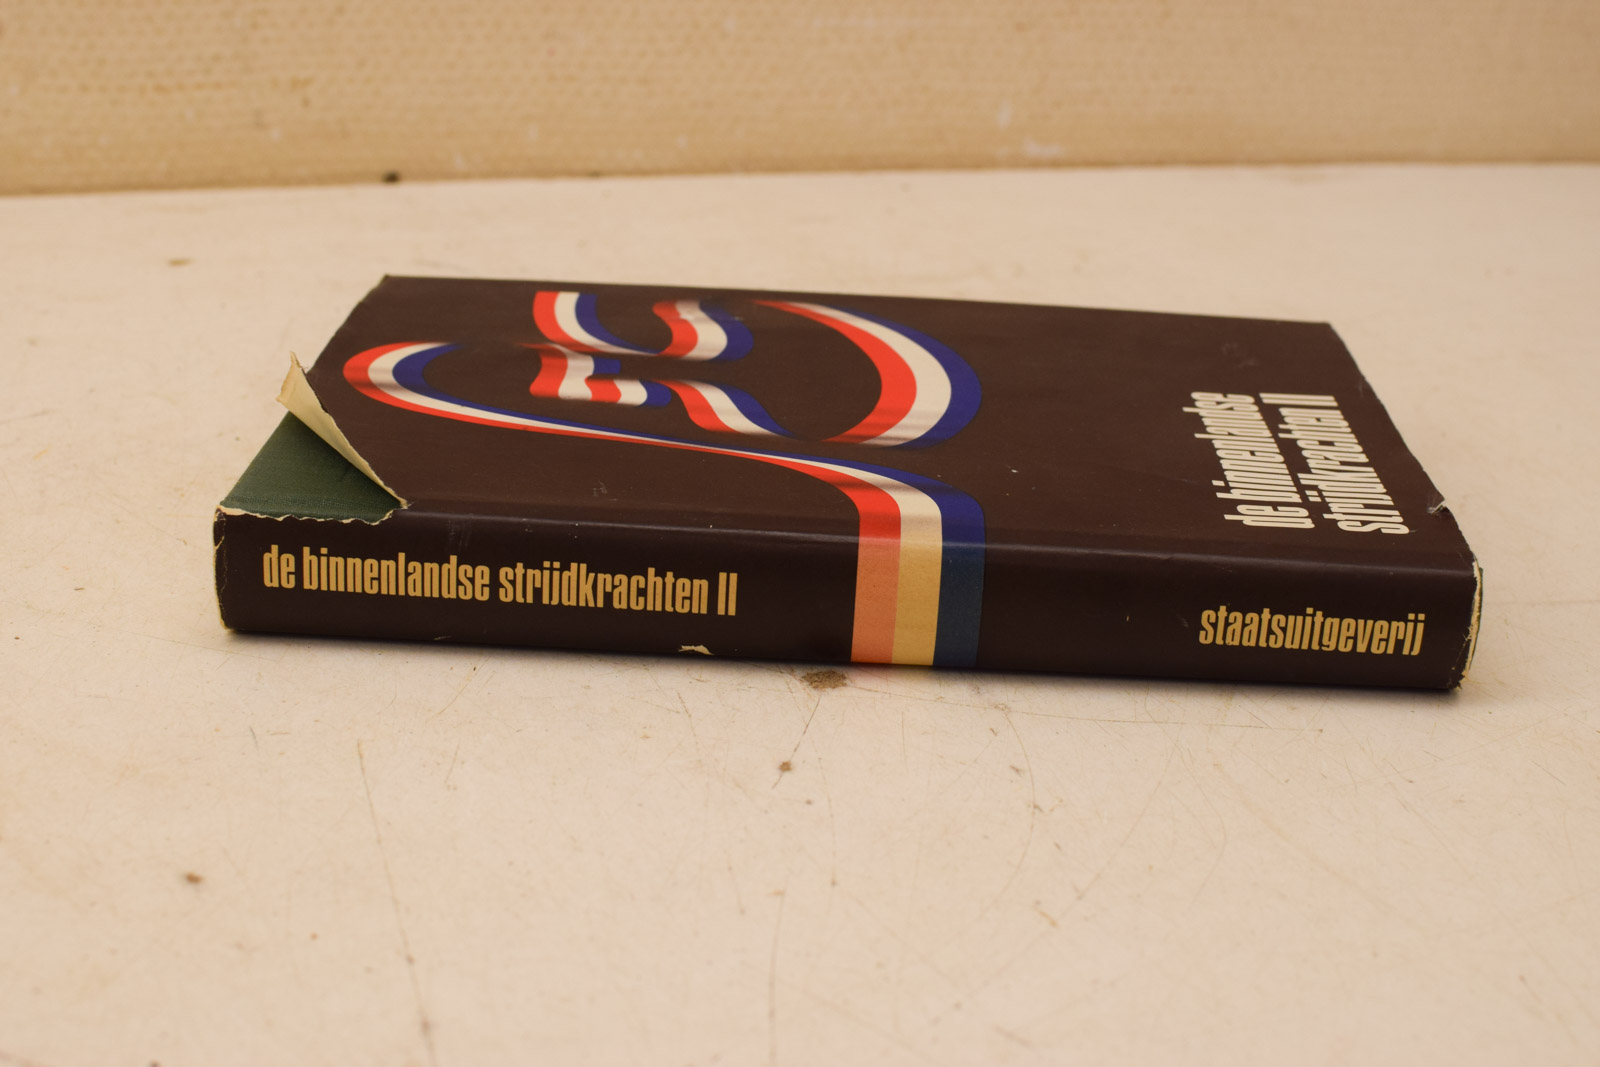 de binnenlandse
strijdkrachten II
de binnenlandse strijdkrachten II
staatsuitgeverij